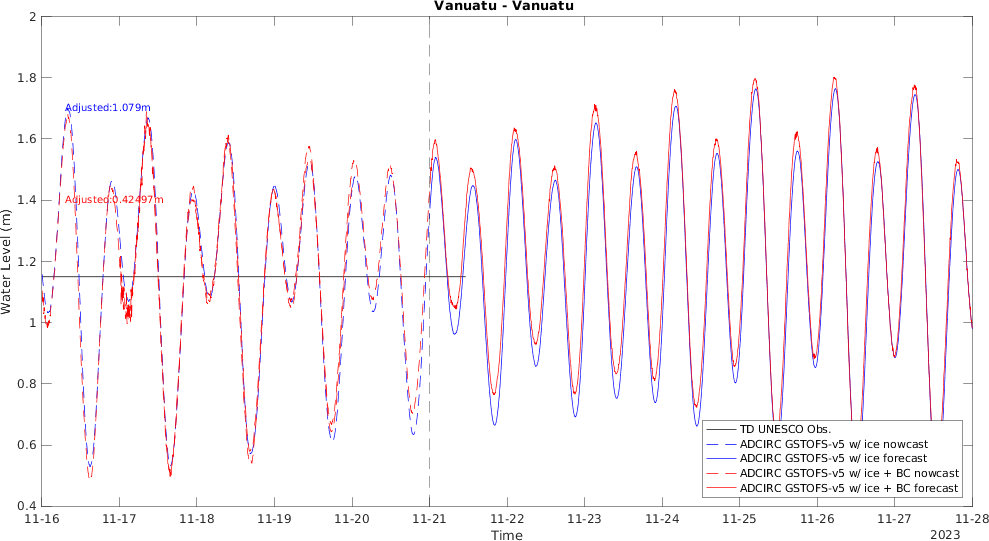 Vanuatu - Vanuatu
2
1.8
1.6
1.4
1.2
1
0.8
0.6
0.4
Water Level (m)
Adjusted:1.079m
Adjusted:0.42497m
TD UNESCO Obs.
ADCIRC GSTOFS-v5 w/ ice nowcast
ADCIRC GSTOFS-v5 w/ ice forecast
ADCIRC GSTOFS-v5 w/ ice + BC nowcast
ADCIRC GSTOFS-v5 w/ ice + BC forecast
11-16 11-17 11-18 11-19 11-20 11-21 11-22 11-23 11-24 11-25 11-26 11-27 11-28
Time
2023